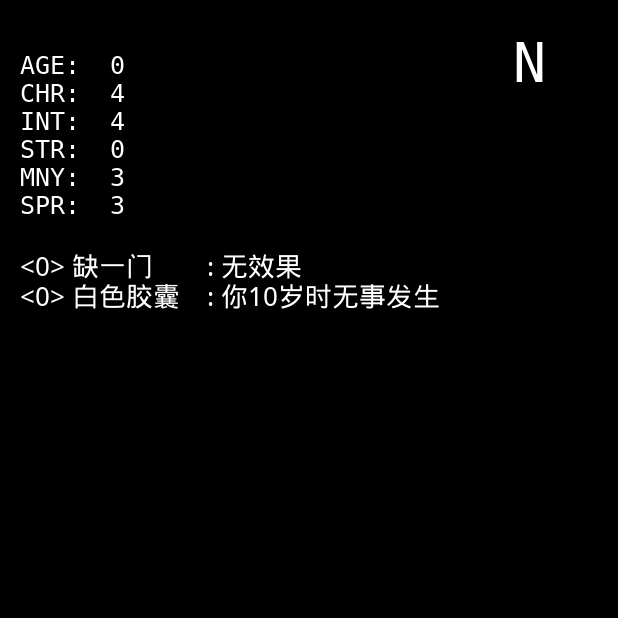 N
AGE: 0
CHR: 4
INT: 4
STR: 0
MNY: 3
SPR: 3
<0> 缺一门 : 无效果
<0> 白色胶囊 : 你10岁时无事发生